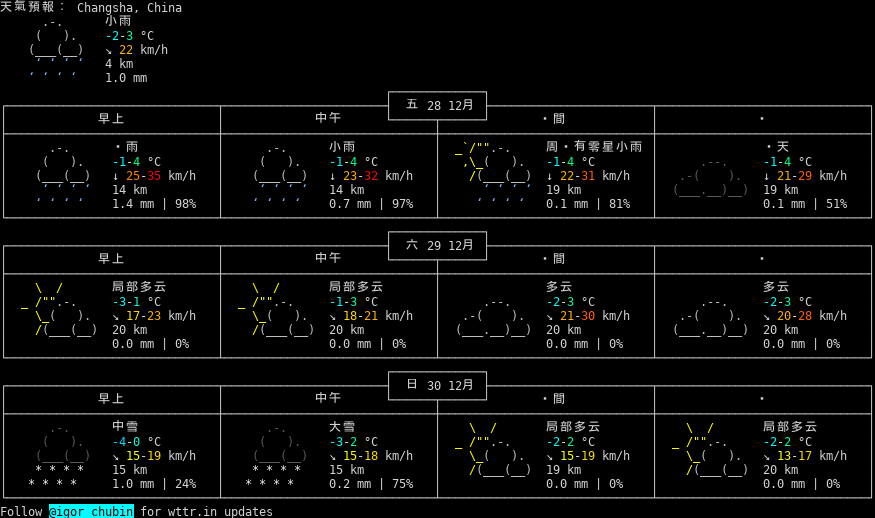 天氣預報： Changsha, China
小雨
-2-3 °C
↘ 22 km/h
4 km
1.0 mm
五 28 12月
早上 中午 ・間 ・
・雨 小雨 周・有零星小雨 ・天
-1-4 °C -1-4 °C -1-4 °C -1-4 °C
↓ 25-35 km/h ↓ 23-32 km/h ↓ 22-31 km/h ↓ 21-29 km/h
14 km 14 km 19 km 19 km
1.4 mm | 98% 0.7 mm | 97% 0.1 mm | 81% 0.1 mm | 51%
六 29 12月
早上 中午 ・間 ・
局部多云 局部多云 多云 多云
-3-1 °C -1-3 °C -2-3 °C -2-3 °C
↘ 17-23 km/h ↘ 18-21 km/h ↘ 21-30 km/h ↘ 20-28 km/h
20 km 20 km 20 km 20 km
0.0 mm | 0% 0.0 mm | 0% 0.0 mm | 0% 0.0 mm | 0%
日 30 12月
早上 中午 ・間 ・
中雪 大雪 局部多云 局部多云
-4-0 °C -3-2 °C -2-2 °C -2-2 °C
↘ 15-19 km/h ↘ 15-18 km/h ↘ 15-19 km/h ↘ 13-17 km/h
15 km 15 km 19 km 20 km
1.0 mm | 24% 0.2 mm | 75% 0.0 mm | 0% 0.0 mm | 0%
Follow @igor_chubin for wttr.in updates